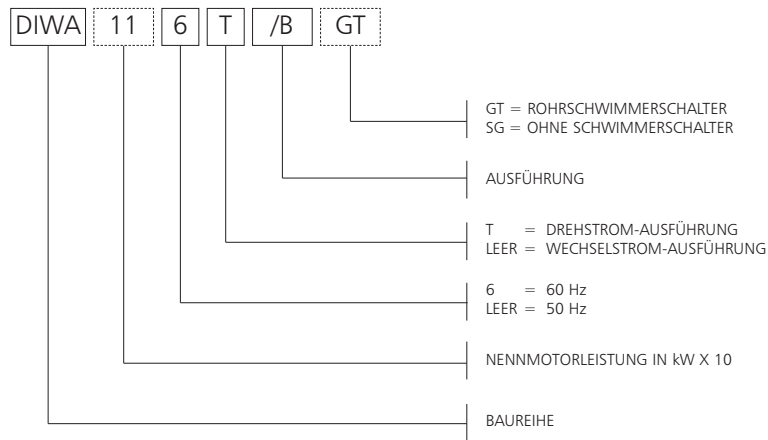 DIWA 11 6 T /B GT
GT = ROHRSCHWIMMERSCHALTER
SG = OHNE SCHWIMMERSCHALTER
AUSFÜHRUNG
T = DREHSTROM-AUSFÜHRUNG
LEER = WECHSELSTROM-AUSFÜHRUNG
6 = 60 Hz
LEER = 50 Hz
NENNMOTORLEISTUNG IN kW X 10
BAUREIHE